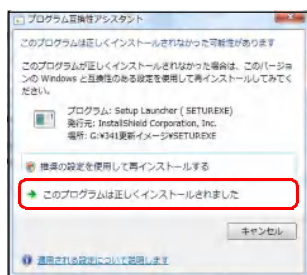 プログラム互換性アシスタント
このプログラムは正しくインストールされなかった可能性があります
このプログラムが正しくインストールされなかった場合は、このバージョ
ンの Windows と互換性のある設定を使用して再インストールしてみてく
ださい。
プログラム: Setup Launcher ( SETUP.EXE)
発行元: InstallShield Corporation, Inc.
場所: G:¥341更新イメージ¥SETUP.EXE
推奨の設定を使用して再インストールする
このプログラムは正しくインストールされました
キャンセル
適用される設定について説明します